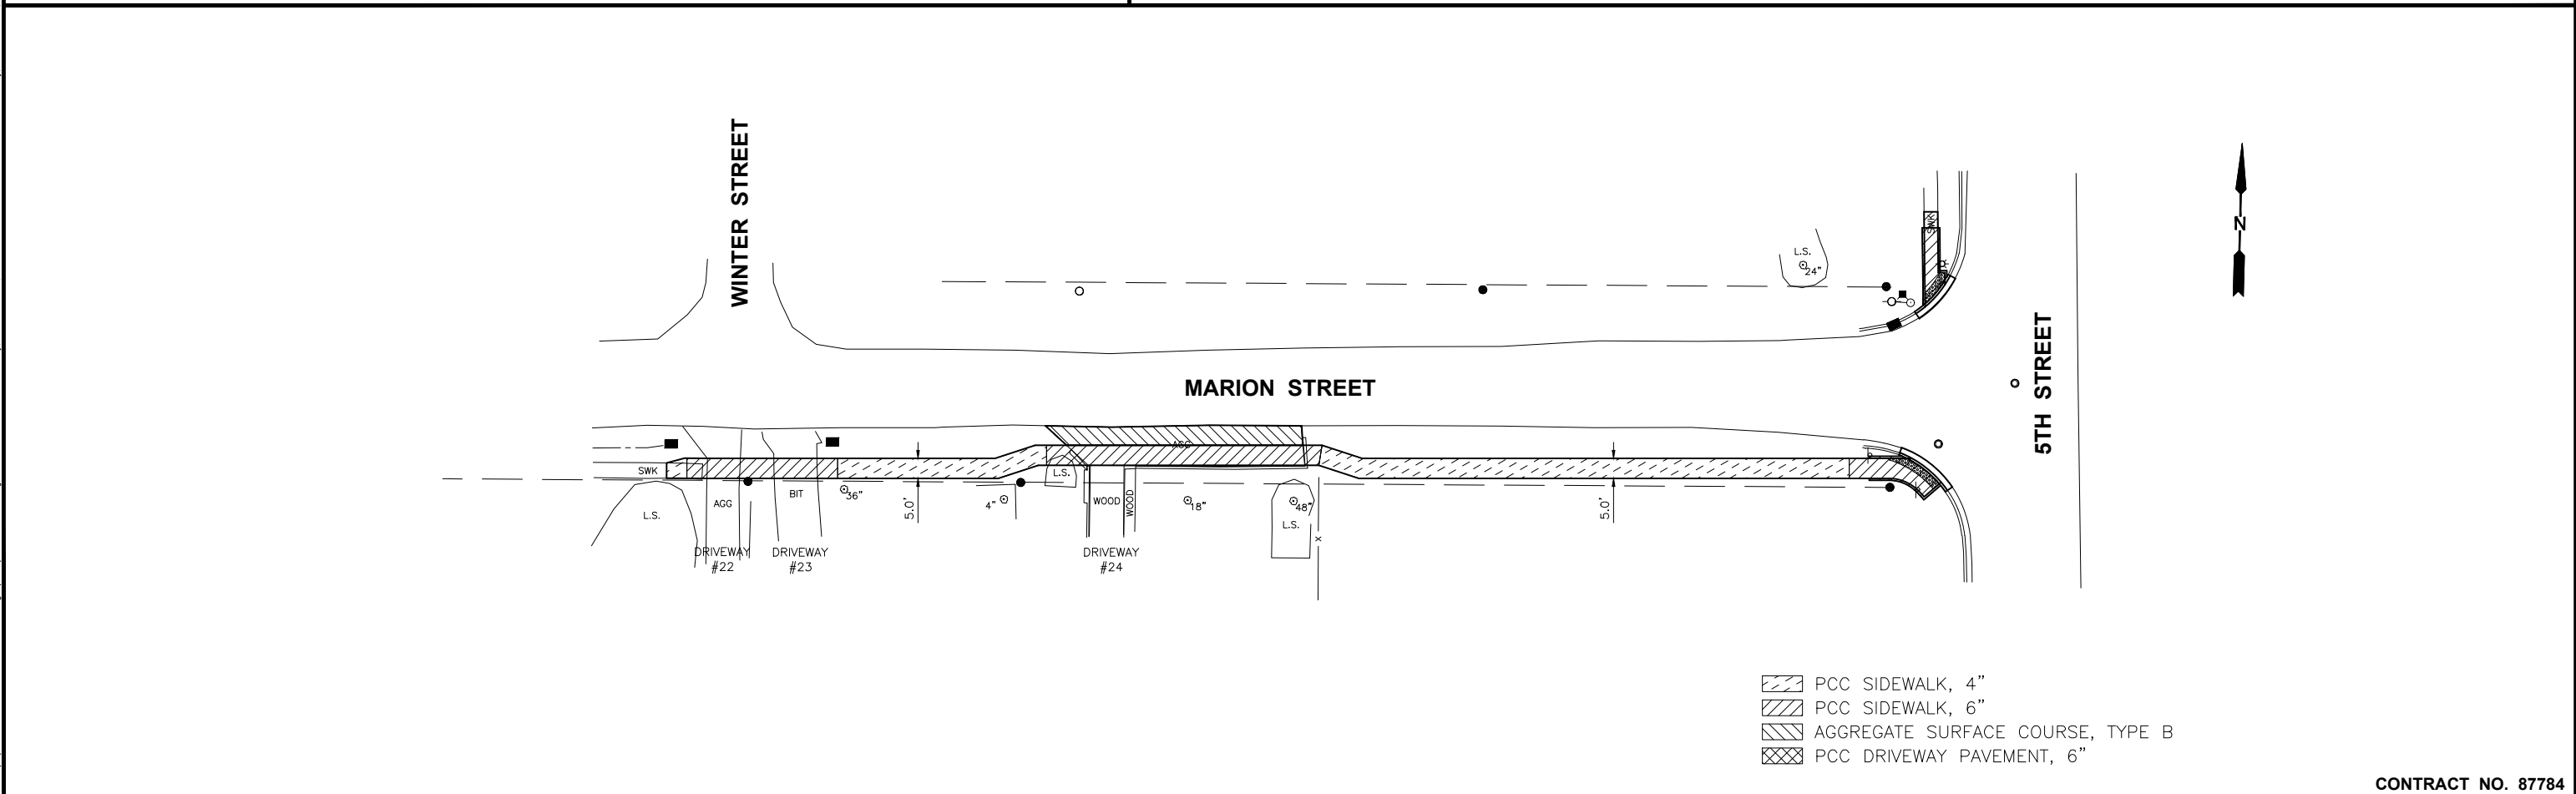 WINTER STREET
SWK
L.S.
24"
N
5TH STREET
MARION STREET
AGG
SWK
L.S.
BIT
36"
AGG
4"
WOOD
WOOD
18"
48"
5.0'
5.0'
L.S.
L.S.
x
DRIVEWAY
#22
DRIVEWAY
#23
DRIVEWAY
#24
PCC SIDEWALK, 4"
PCC SIDEWALK, 6"
AGGREGATE SURFACE COURSE, TYPE B
PCC DRIVEWAY PAVEMENT, 6"
CONTRACT NO. 87784